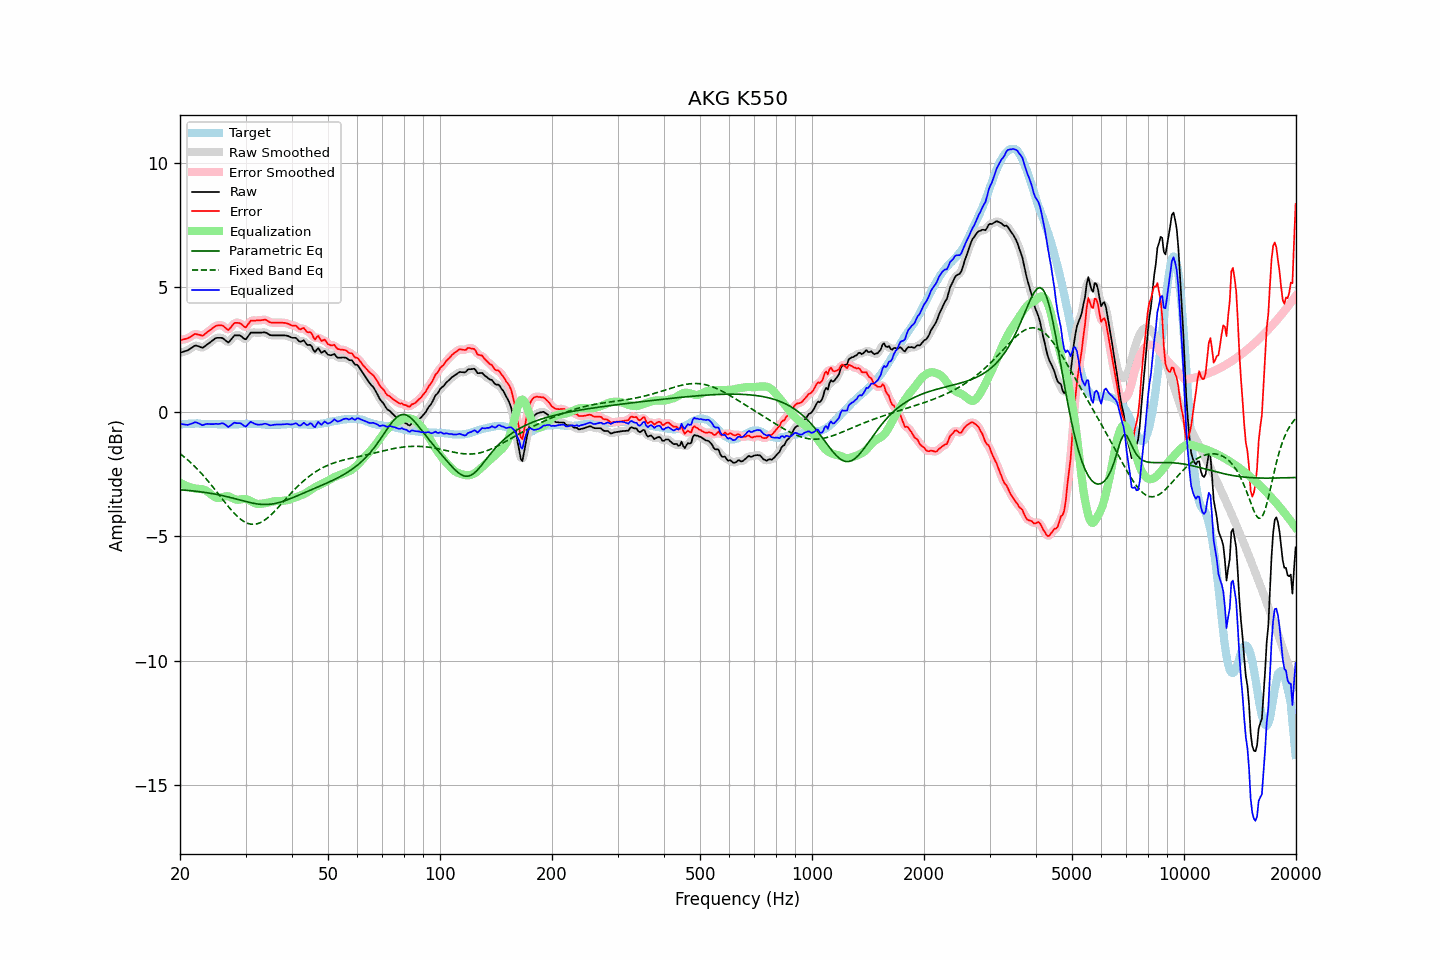 AKG K550
Target
Raw Smoothed
Error Smoothed
Raw
Error
Equalization
Parametric Eq
Fixed Band Eq
Equalized
10
5
0
−5
−10
−15
Amplitude (dBr)
20
50
100
200
500
1000
2000
5000
10000
20000
Frequency (Hz)